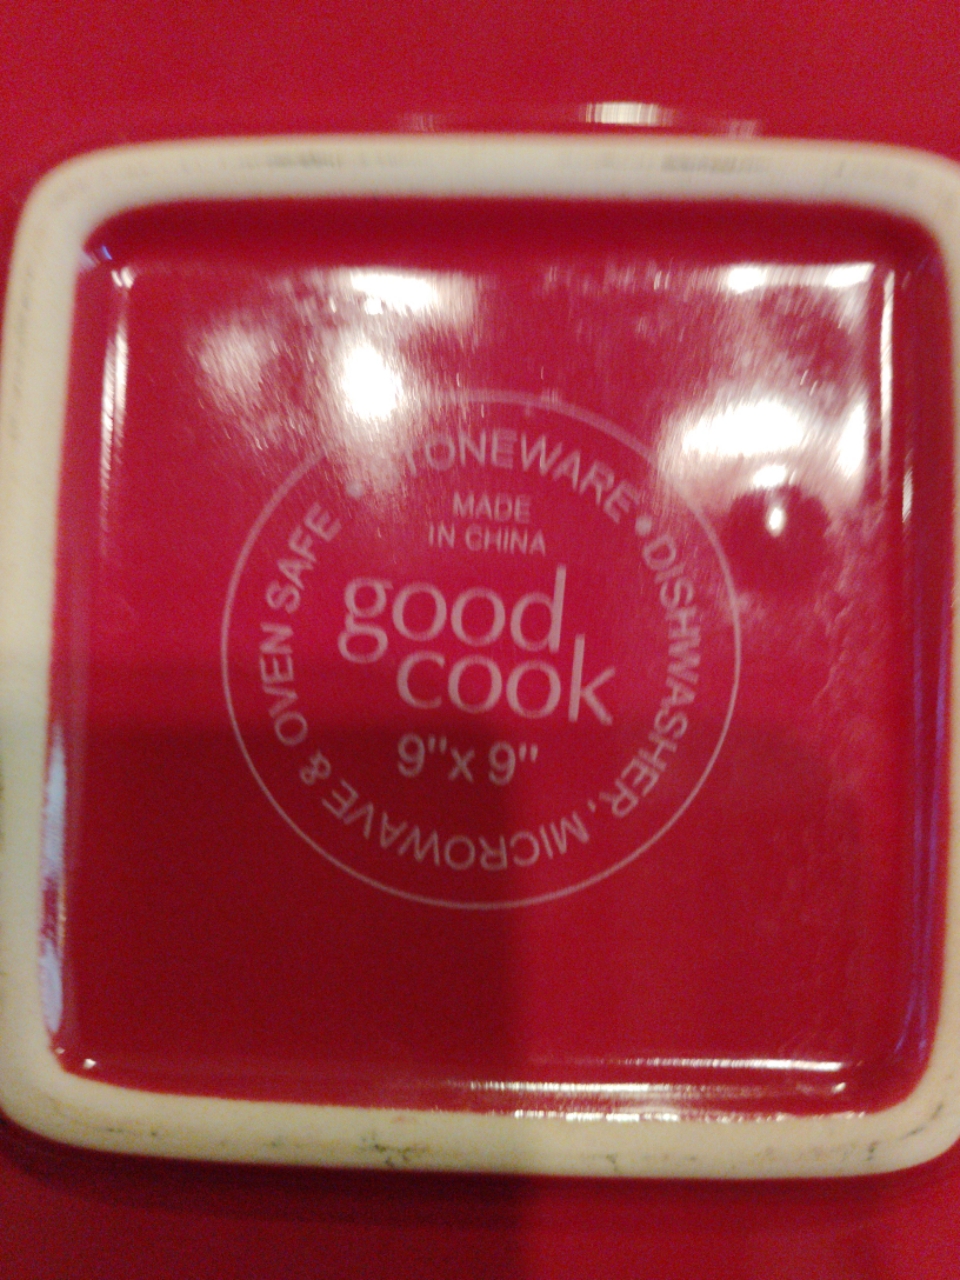 STONEWARE • DISHWASHER, MICROWAVE & OVEN SAFE •
MADE
IN CHINA
good
cook
9"x 9"